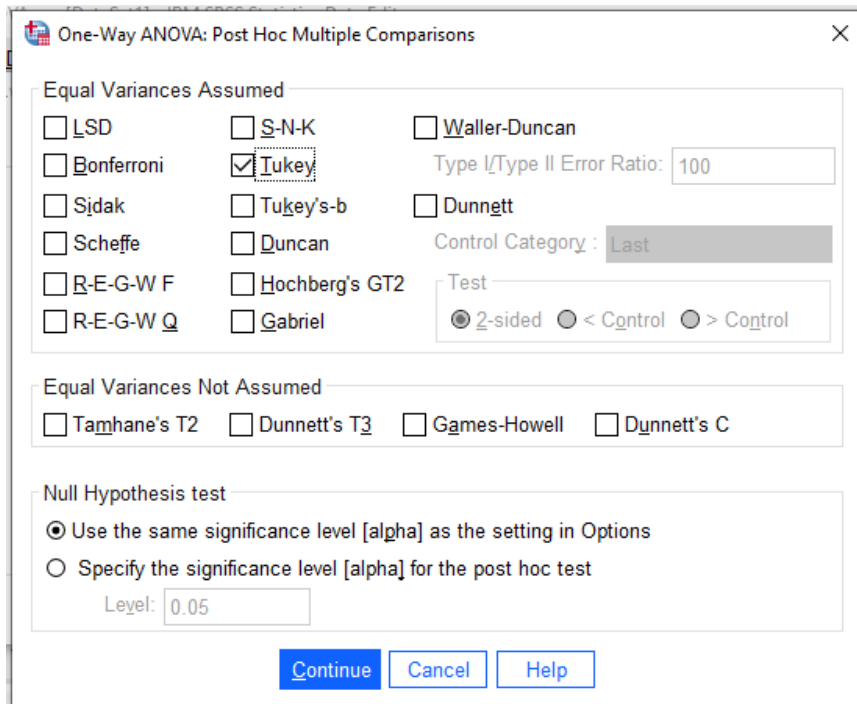 One-Way ANOVA: Post Hoc Multiple Comparisons
Equal Variances Assumed
LSD S-N-K Waller-Duncan
Bonferroni Tukey Type I/Type II Error Ratio: 100
Sidak Tukey's-b Dunnett
Scheffe Duncan Control Category : Last
R-E-G-W F Hochberg's GT2 Test
R-E-G-W Q Gabriel 2-sided < Control > Control
Equal Variances Not Assumed
Tamhane's T2 Dunnett's T3 Games-Howell Dunnett's C
Null Hypothesis test
Use the same significance level [alpha] as the setting in Options
Specify the significance level [alpha] for the post hoc test
Level: 0.05
Continue Cancel Help